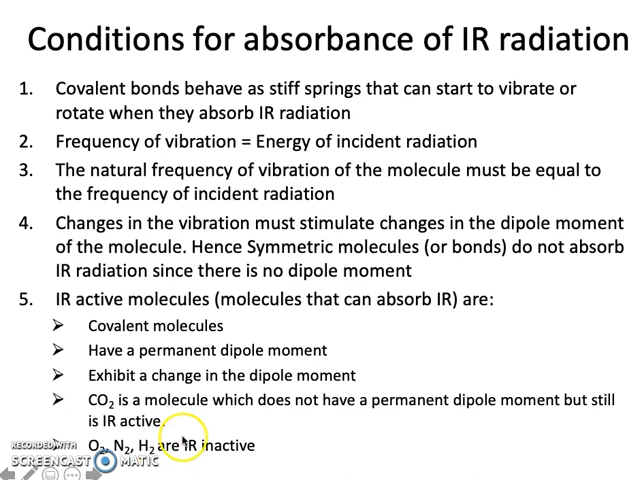 Conditions for absorbance of IR radiation
1. Covalent bonds behave as stiff springs that can start to vibrate or
rotate when they absorb IR radiation
2. Frequency of vibration = Energy of incident radiation
3. The natural frequency of vibration of the molecule must be equal to
the frequency of incident radiation
4. Changes in the vibration must stimulate changes in the dipole moment
of the molecule. Hence Symmetric molecules (or bonds) do not absorb
IR radiation since there is no dipole moment
5. IR active molecules (molecules that can absorb IR) are:
➢ Covalent molecules
➢ Have a permanent dipole moment
➢ Exhibit a change in the dipole moment
➢ CO₂ is a molecule which does not have a permanent dipole moment but still
is IR active.
➢ O₂, N₂, H₂ are IR inactive
RECORDED WITH
SCREENCAST MATIC